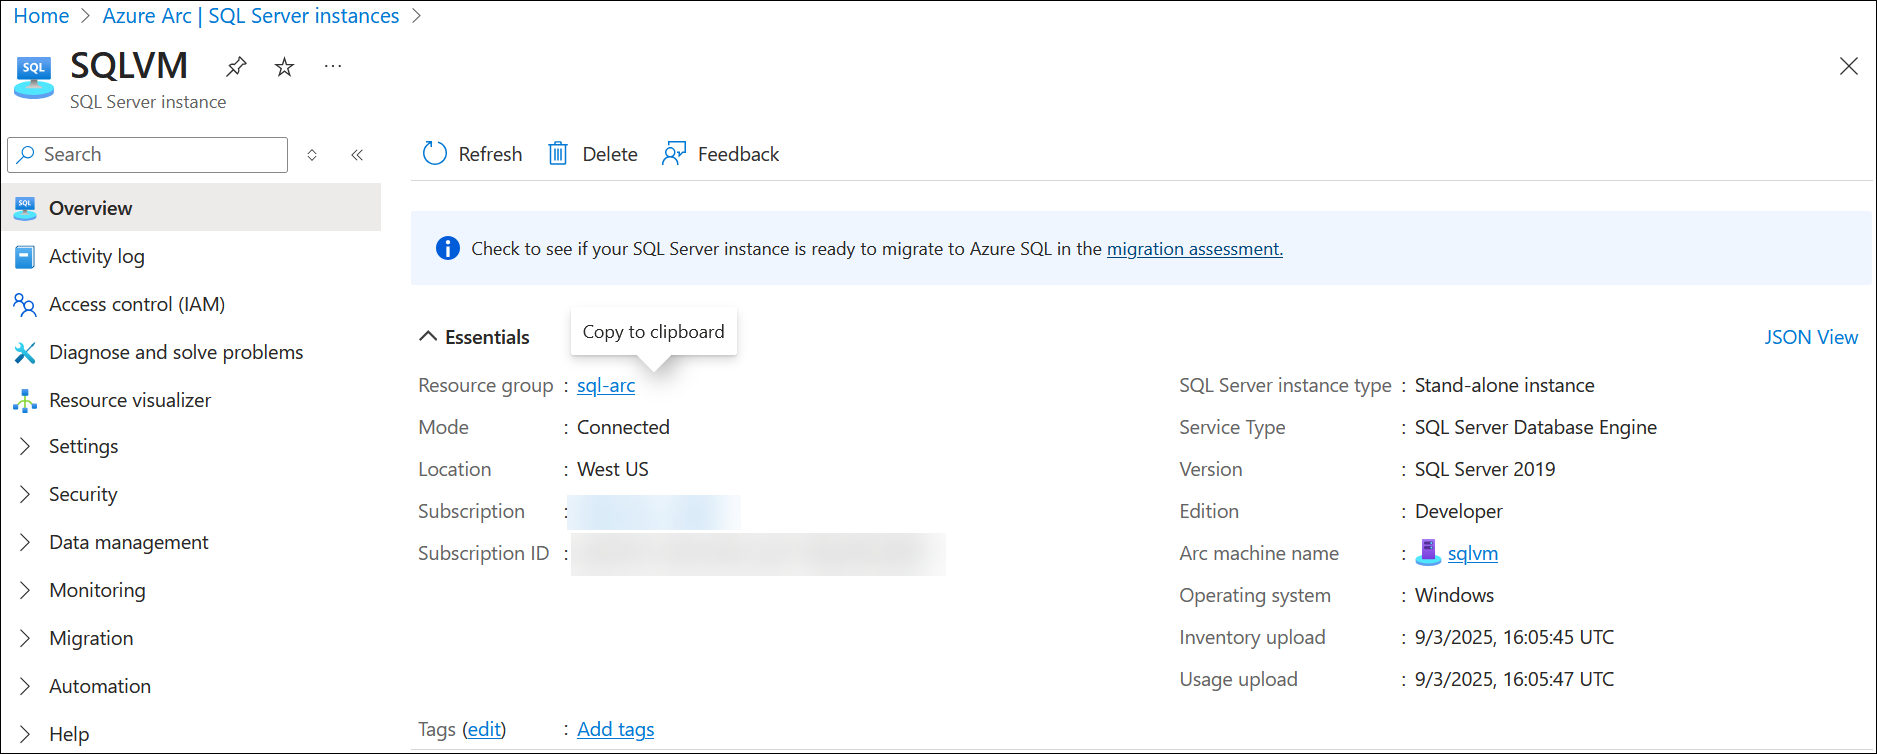 Home > Azure Arc | SQL Server instances >
SQL
SQLVM
SQL Server instance
Search
Refresh Delete Feedback
SQL
Overview
Activity log
Access control (IAM)
Diagnose and solve problems
Resource visualizer
Settings
Security
Data management
Monitoring
Migration
Automation
Help
Check to see if your SQL Server instance is ready to migrate to Azure SQL in the migration assessment.
Copy to clipboard
Essentials
JSON View
Resource group : sql-arc
Mode : Connected
Location : West US
Subscription :
Subscription ID :
SQL Server instance type : Stand-alone instance
Service Type : SQL Server Database Engine
Version : SQL Server 2019
Edition : Developer
Arc machine name : sqlvm
Operating system : Windows
Inventory upload : 9/3/2025, 16:05:45 UTC
Usage upload : 9/3/2025, 16:05:47 UTC
Tags (edit) : Add tags